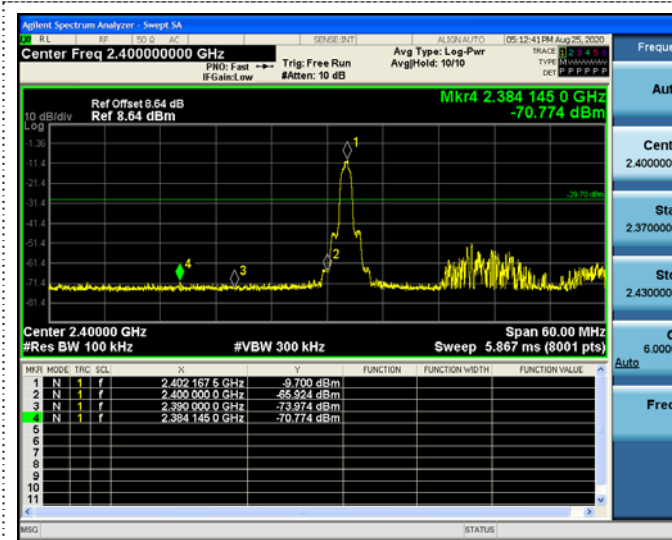 Agilent Spectrum Analyzer - Swept SA
RL RF 50 Ω AC SENSE:INT ALIGNAUTO 05:12:41 PM Aug 25, 2020
Center Freq 2.400000000 GHz
PNO: Fast
IFGain:Low
Trig: Free Run
#Atten: 10 dB
Avg Type: Log-Pwr
Avg|Hold: 10/10
TRACE 1 2 3 4 5 6
TYPE M
DET P P P P P P
Ref Offset 8.64 dB
10 dB/div Ref 8.64 dBm
Log
Mkr4 2.384 145 0 GHz
-70.774 dBm
-1.36
-11.4
-21.4
-31.4
-41.4
-51.4
-61.4
-71.4
-81.4
-29.70 dBm
1
2
3
4
Center 2.40000 GHz Span 60.00 MHz
#Res BW 100 kHz #VBW 300 kHz Sweep 5.867 ms (8001 pts)
MKR MODE TRC SCL X Y FUNCTION FUNCTION WIDTH FUNCTION VALUE
1 N 1 f 2.402 167 5 GHz -9.700 dBm
2 N 1 f 2.400 000 0 GHz -65.924 dBm
3 N 1 f 2.390 000 0 GHz -73.974 dBm
4 N 1 f 2.384 145 0 GHz -70.774 dBm
5
6
7
8
9
10
11
MSG STATUS
Freque
Aut
Cent
2.400000
Sta
2.370000
Sto
2.430000
C
6.0000
Auto
Freq